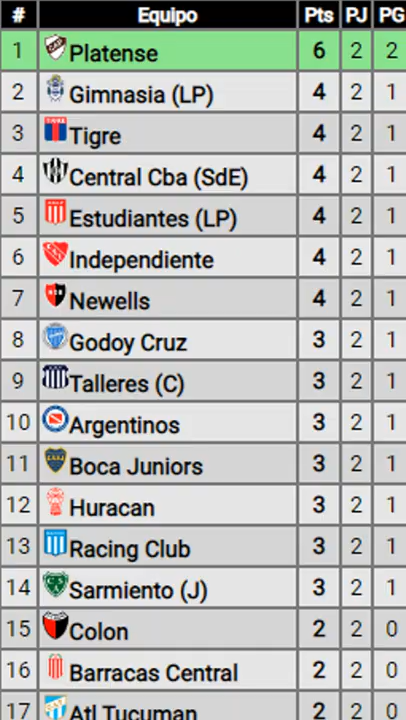 # Equipo Pts PJ PG
1 Platense 6 2 2
2 Gimnasia (LP) 4 2 1
3 Tigre 4 2 1
4 Central Cba (SdE) 4 2 1
5 Estudiantes (LP) 4 2 1
6 Independiente 4 2 1
7 Newells 4 2 1
8 Godoy Cruz 3 2 1
9 Talleres (C) 3 2 1
10 Argentinos 3 2 1
11 Boca Juniors 3 2 1
12 Huracan 3 2 1
13 Racing Club 3 2 1
14 Sarmiento (J) 3 2 1
15 Colon 2 2 0
16 Barracas Central 2 2 0
17 Atl Tucuman 2 2 0